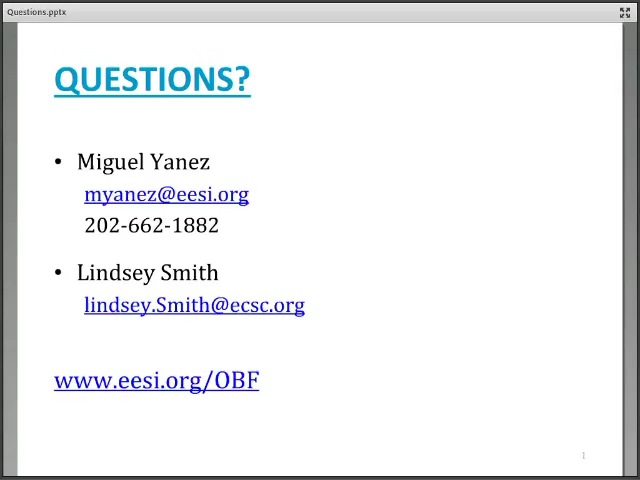 Questions.pptx
QUESTIONS?
• Miguel Yanez
myanez@eesi.org
202-662-1882
• Lindsey Smith
lindsey.Smith@ecsc.org
www.eesi.org/OBF
1